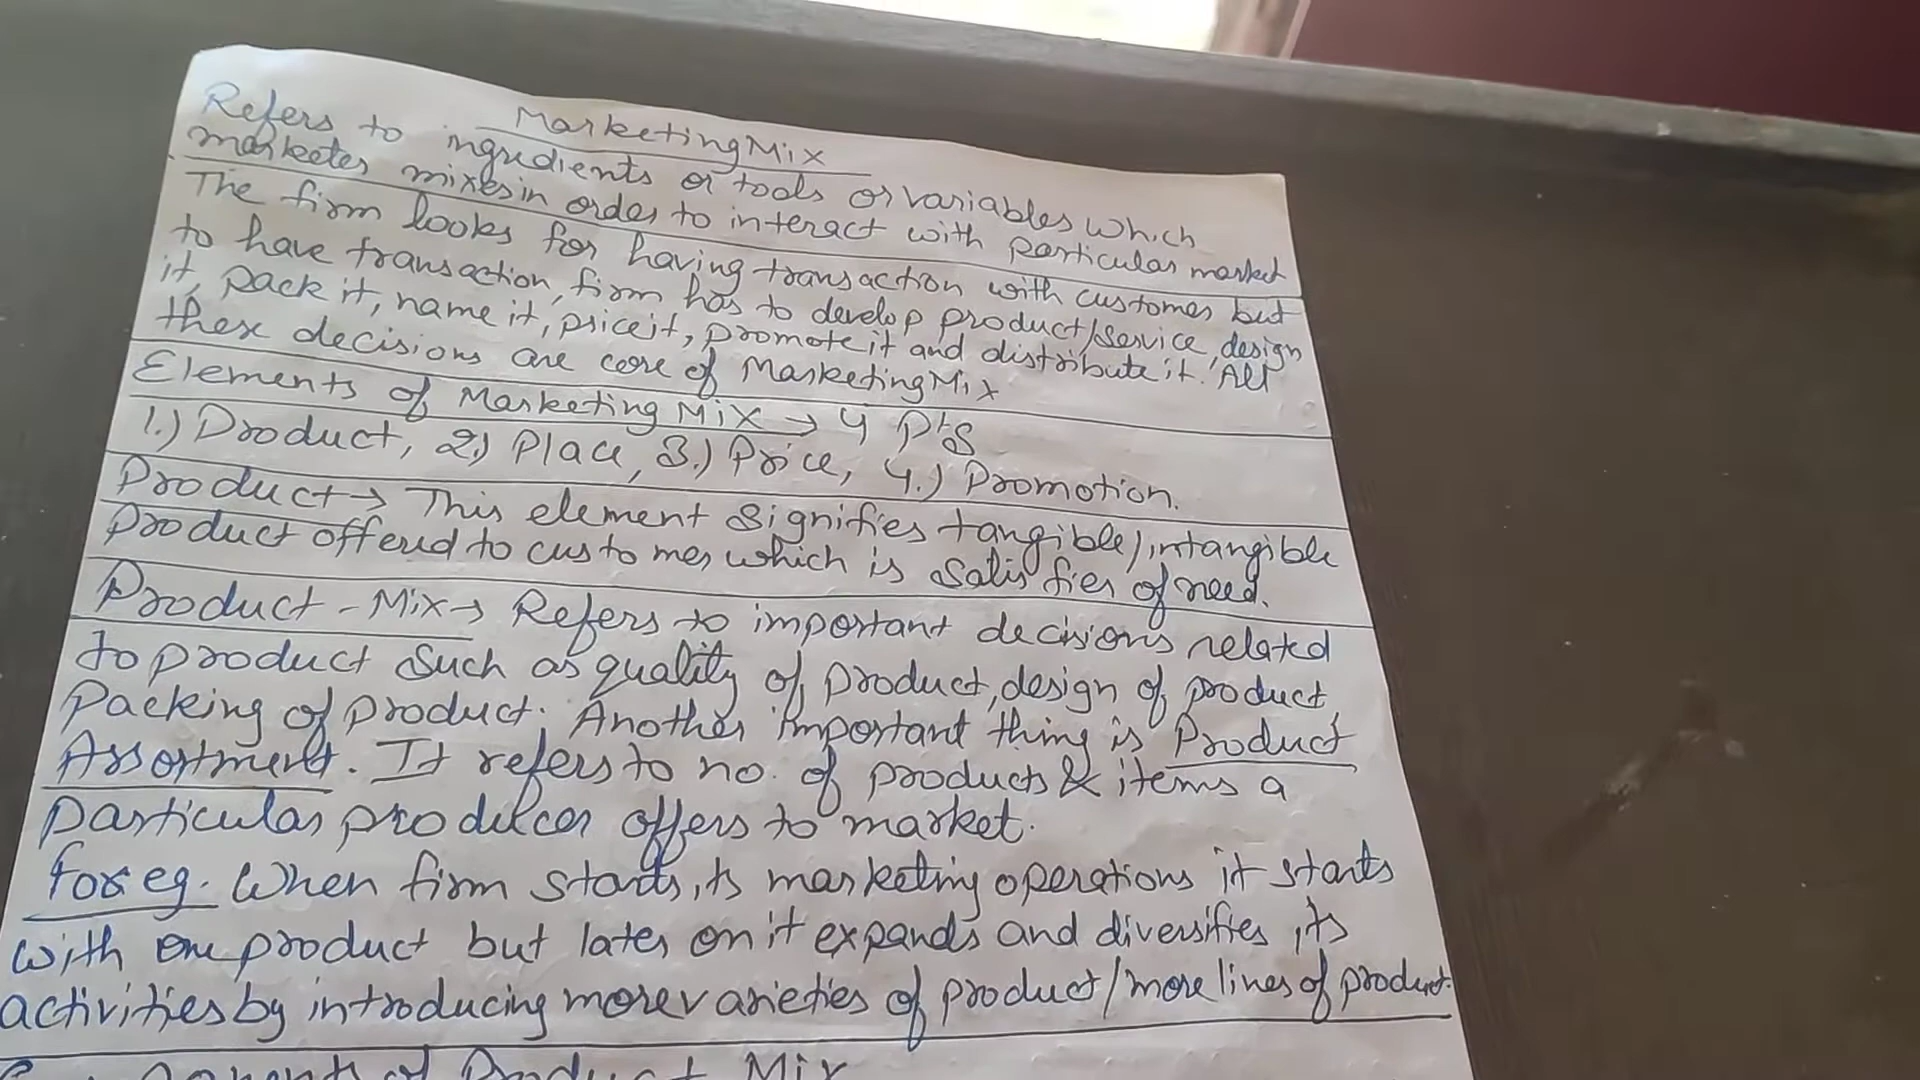 Marketing Mix
Refers to ingredients or tools or variables which
marketer mixes in order to interact with particular market
The firm looks for having transaction with customer but
to have transaction, firm has to develop product/service, design
it, pack it, name it, price it, promote it and distribute it. All
these decisions are core of Marketing Mix
Elements of Marketing Mix → 4 P's
1.) Product, 2.) Place, 3.) Price, 4.) Promotion.
Product → This element signifies tangible/intangible
product offered to customer which is satisfies of need.
Product - Mix → Refers to important decisions related
to product such as quality of product, design of product,
Packing of product. Another important thing is Product
Assortment. It refers to no. of products & items a
particular producer offers to market.
For eg. When firm starts its marketing operations it starts
with one product but later on it expands and diversifies its
activities by introducing more varieties of product/more lines of product.
of Product Mix